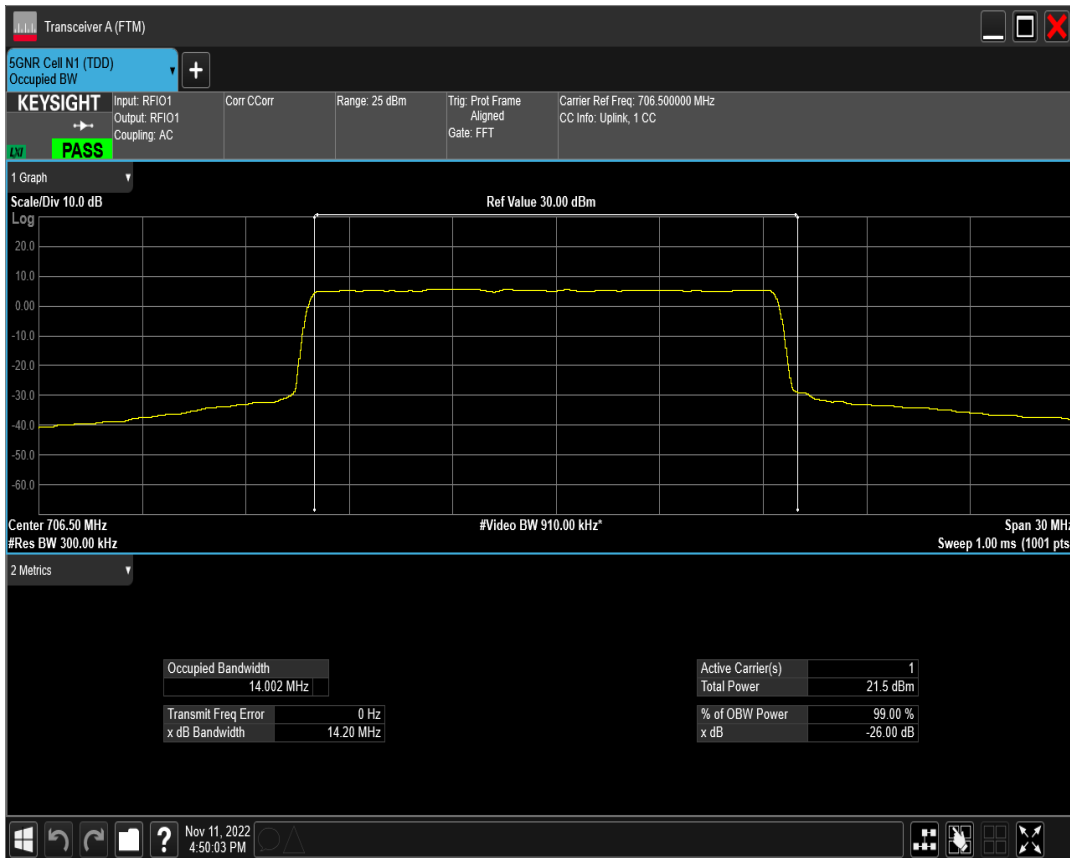 Transceiver A (FTM)
5GNR Cell N1 (TDD)
Occupied BW
+
KEYSIGHT
LXI
PASS
Input: RFIO1
Output: RFIO1
Coupling: AC
Corr CCorr
Range: 25 dBm
Trig: Prot Frame
Aligned
Gate: FFT
Carrier Ref Freq: 706.500000 MHz
CC Info: Uplink, 1 CC
1 Graph
Scale/Div 10.0 dB
Ref Value 30.00 dBm
Log
20.0
10.0
0.00
-10.0
-20.0
-30.0
-40.0
-50.0
-60.0
Center 706.50 MHz
#Video BW 910.00 kHz*
Span 30 MHz
#Res BW 300.00 kHz
Sweep 1.00 ms (1001 pts
2 Metrics
Occupied Bandwidth
14.002 MHz
Transmit Freq Error 0 Hz
x dB Bandwidth 14.20 MHz
Active Carrier(s) 1
Total Power 21.5 dBm
% of OBW Power 99.00 %
x dB -26.00 dB
?
Nov 11, 2022
4:50:03 PM